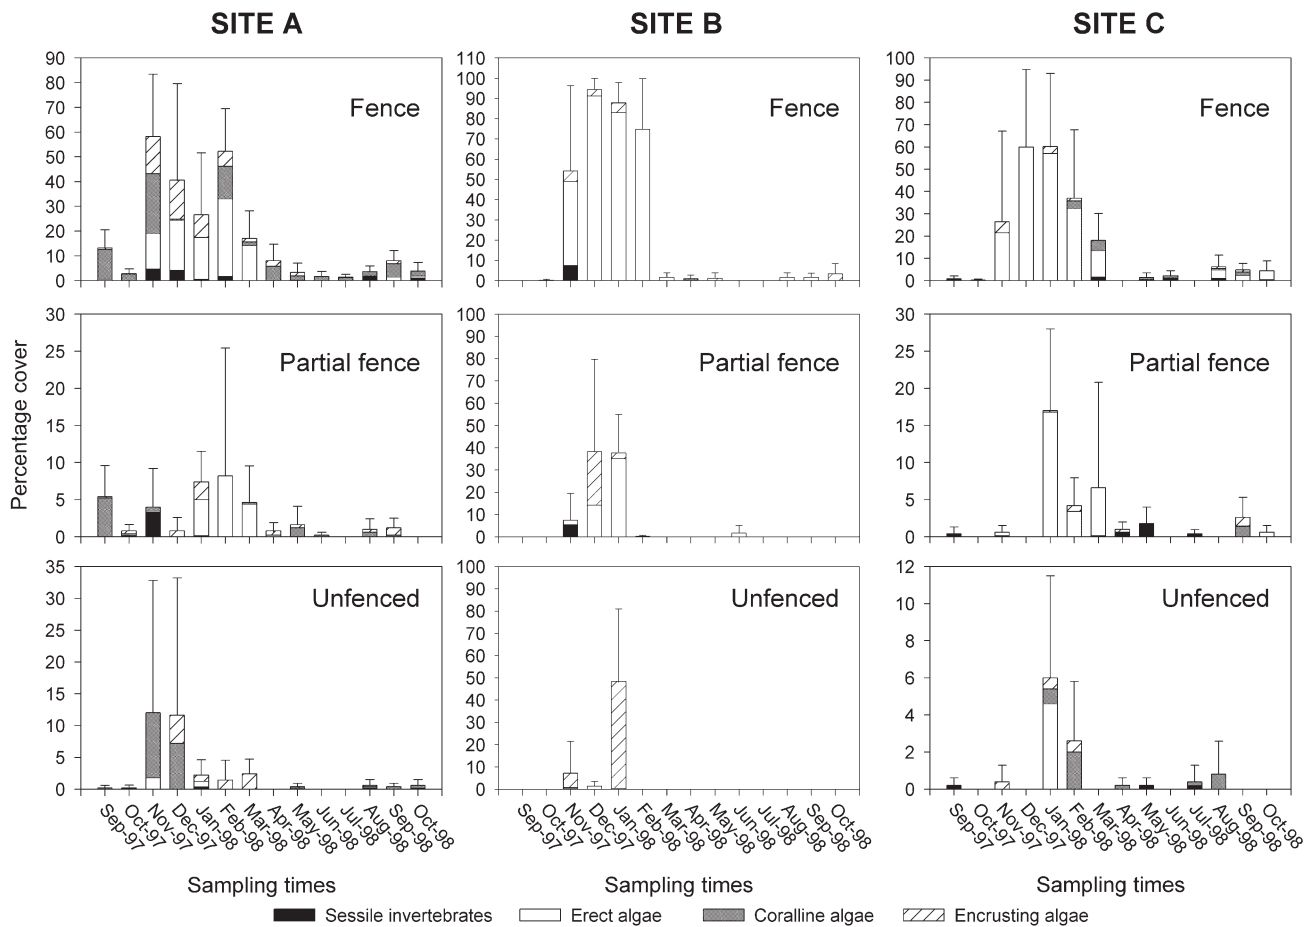 SITE A
SITE B
SITE C
Percentage cover
90
80
70
60
50
40
30
20
10
0
Fence
110
100
90
80
70
60
50
40
30
20
10
0
Fence
100
90
80
70
60
50
40
30
20
10
0
Fence
30
25
20
15
10
5
0
Partial fence
100
90
80
70
60
50
40
30
20
10
0
Partial fence
30
25
20
15
10
5
0
Partial fence
35
30
25
20
15
10
5
0
Unfenced
100
90
80
70
60
50
40
30
20
10
0
Unfenced
12
10
8
6
4
2
0
Unfenced
Sep-97
Oct-97
Nov-97
Dec-97
Jan-98
Feb-98
Mar-98
Apr-98
May-98
Jun-98
Jul-98
Aug-98
Sep-98
Oct-98
Sep-97
Oct-97
Nov-97
Dec-97
Jan-98
Feb-98
Mar-98
Apr-98
May-98
Jun-98
Jul-98
Aug-98
Sep-98
Oct-98
Sep-97
Oct-97
Nov-97
Dec-97
Jan-98
Feb-98
Mar-98
Apr-98
May-98
Jun-98
Jul-98
Aug-98
Sep-98
Oct-98
Sampling times
Sampling times
Sampling times
Sessile invertebrates
Erect algae
Coralline algae
Encrusting algae